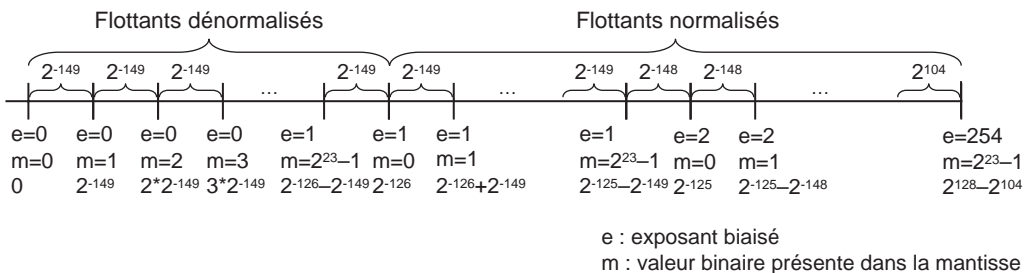 Flottants dénormalisés Flottants normalisés
2-149 2-149 2-149 2-149 2-149 2-149 2-148 2-148 2104
... ... ...
e=0 e=0 e=0 e=0 e=1 e=1 e=1 e=1 e=2 e=2 e=254
m=0 m=1 m=2 m=3 m=2²³–1 m=0 m=1 m=2²³–1 m=0 m=1 m=2²³–1
0 2-149 2*2-149 3*2-149 2-126–2-149 2-126 2-126+2-149 2-125–2-149 2-125 2-125–2-148 2128–2104
e : exposant biaisé
m : valeur binaire présente dans la mantisse